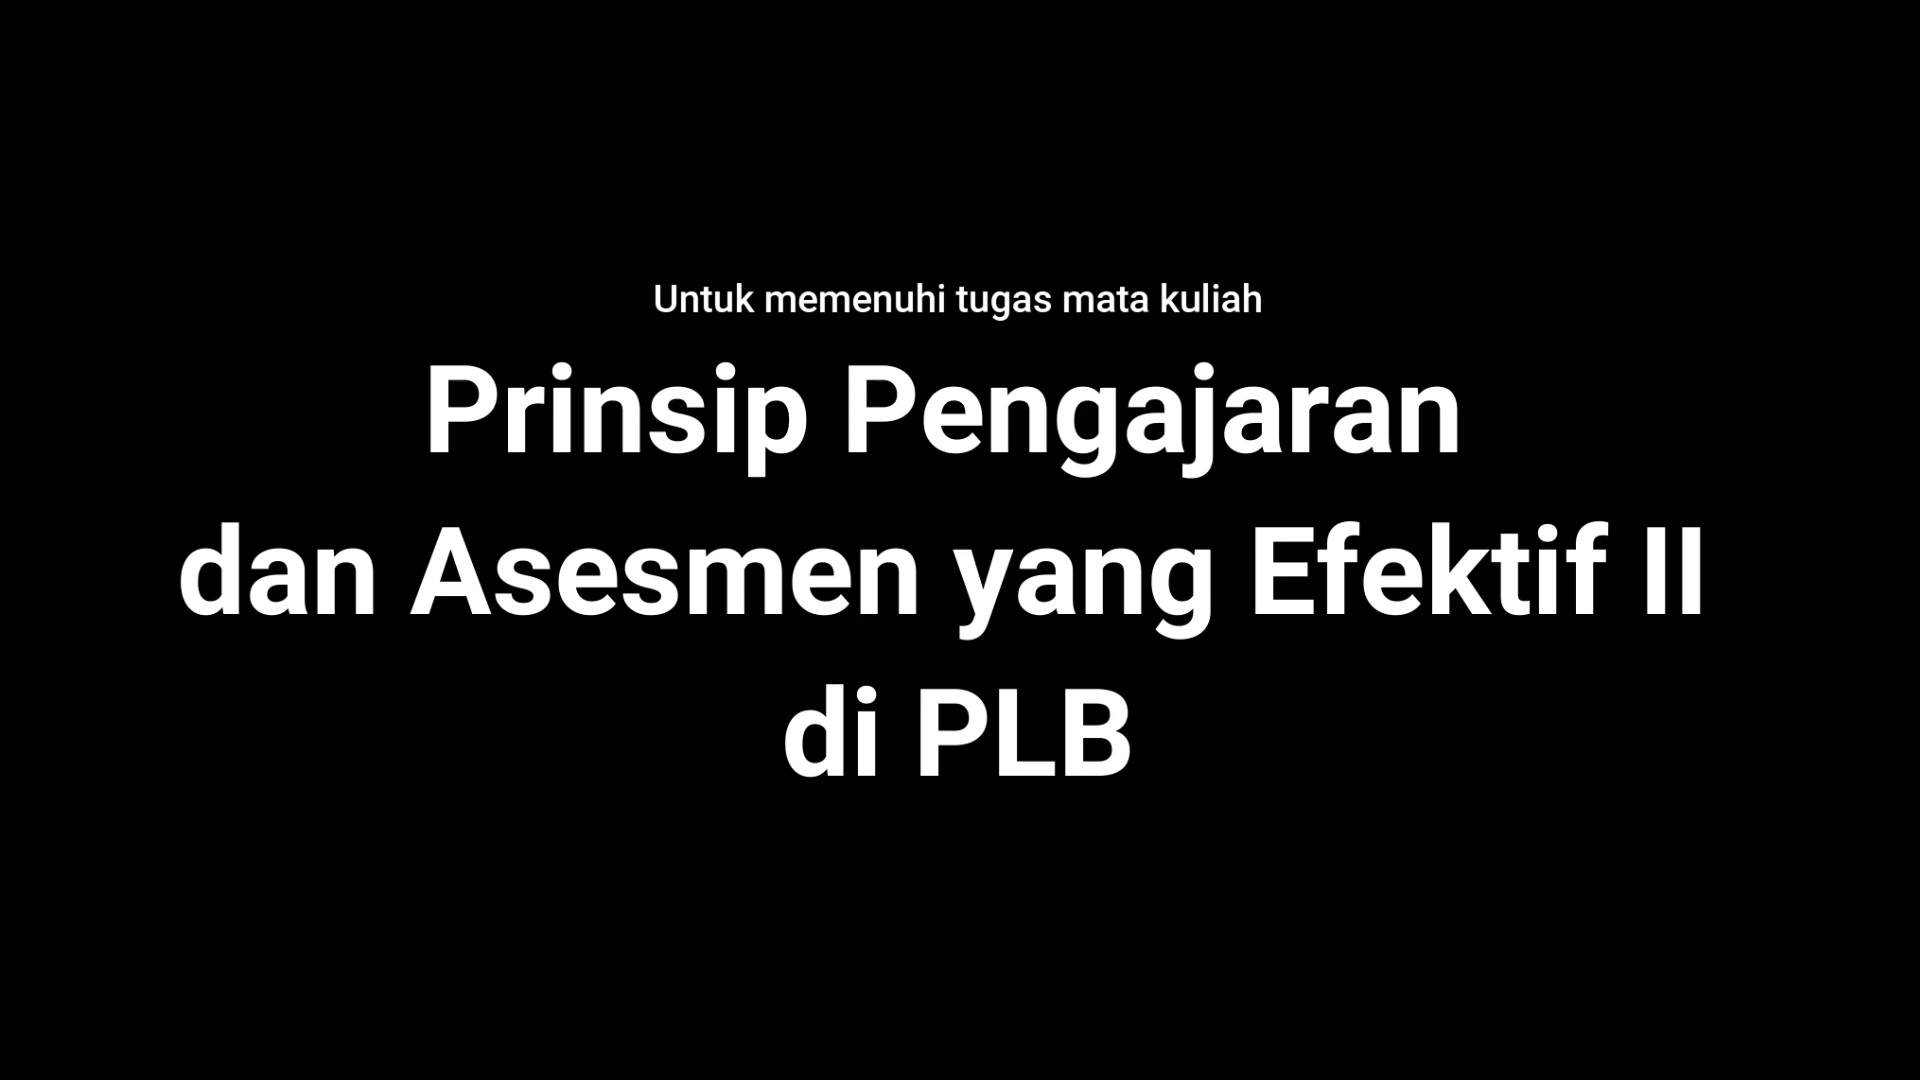 Untuk memenuhi tugas mata kuliah
Prinsip Pengajaran
dan Asesmen yang Efektif II
di PLB